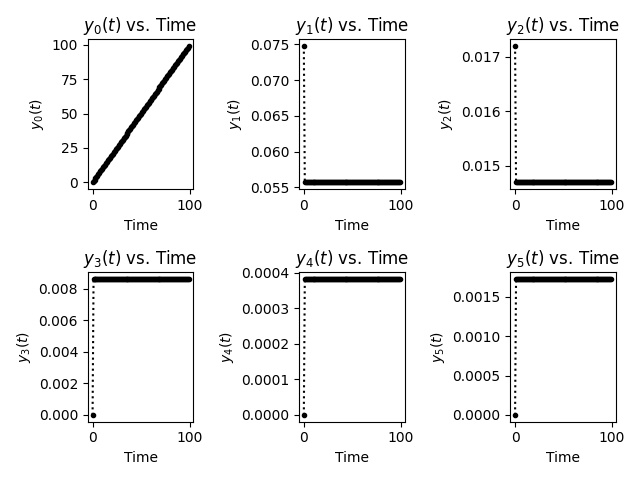 y₀(t) vs. Time
y₀(t)
100
75
50
25
0
0
100
Time
y₁(t) vs. Time
y₁(t)
0.075
0.070
0.065
0.060
0.055
0
100
Time
y₂(t) vs. Time
y₂(t)
0.017
0.016
0.015
0
100
Time
y₃(t) vs. Time
y₃(t)
0.008
0.006
0.004
0.002
0.000
0
100
Time
y₄(t) vs. Time
y₄(t)
0.0004
0.0003
0.0002
0.0001
0.0000
0
100
Time
y₅(t) vs. Time
y₅(t)
0.0015
0.0010
0.0005
0.0000
0
100
Time